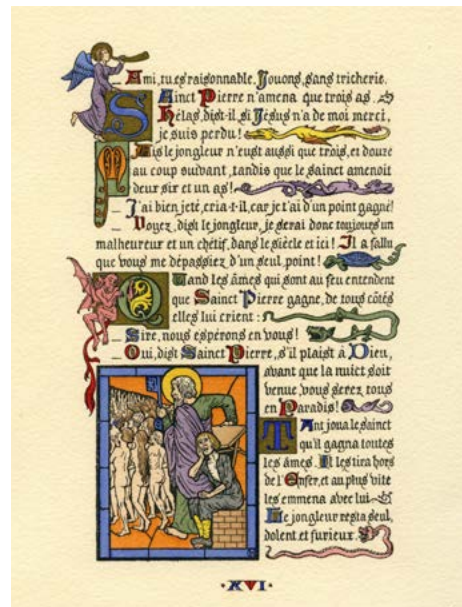 _ Ami, tu es raisonnable. Jouons, sans tricherie.
Sainct Pierre n'amena que trois as.
_ Hélas, dist-il, si Jésus n'a de moi merci,
je suis perdu!
Mais le jongleur n'eust aussi que trois, et douze
au coup suivant, tandis que le sainct amenoit
deux six et un as!
_ J'ai bien jeté, cria-t-il, car je t'ai d'un point gagné!
_ Voyez, dist le jongleur, je serai donc toujours un
malheureux et un chétif, dans le siècle et ici! Il a fallu
que vous me dépassiez d'un seul point!
Quand les âmes qui sont au feu entendent
que Sainct Pierre gagne, de tous côtés
elles lui crient:
_ Sire, nous espérons en vous!
_ Oui, dist Sainct Pierre, s'il plaist à Dieu,
avant que la nuict soit
venue, vous serez tous
en Paradis!
Tant joua le sainct
qu'il gagna toutes
les âmes. Il les tira hors
de l'Enfer, et au plus vite
les emmena avec lui
Le jongleur resta seul,
dolent et furieux.
·XVI·